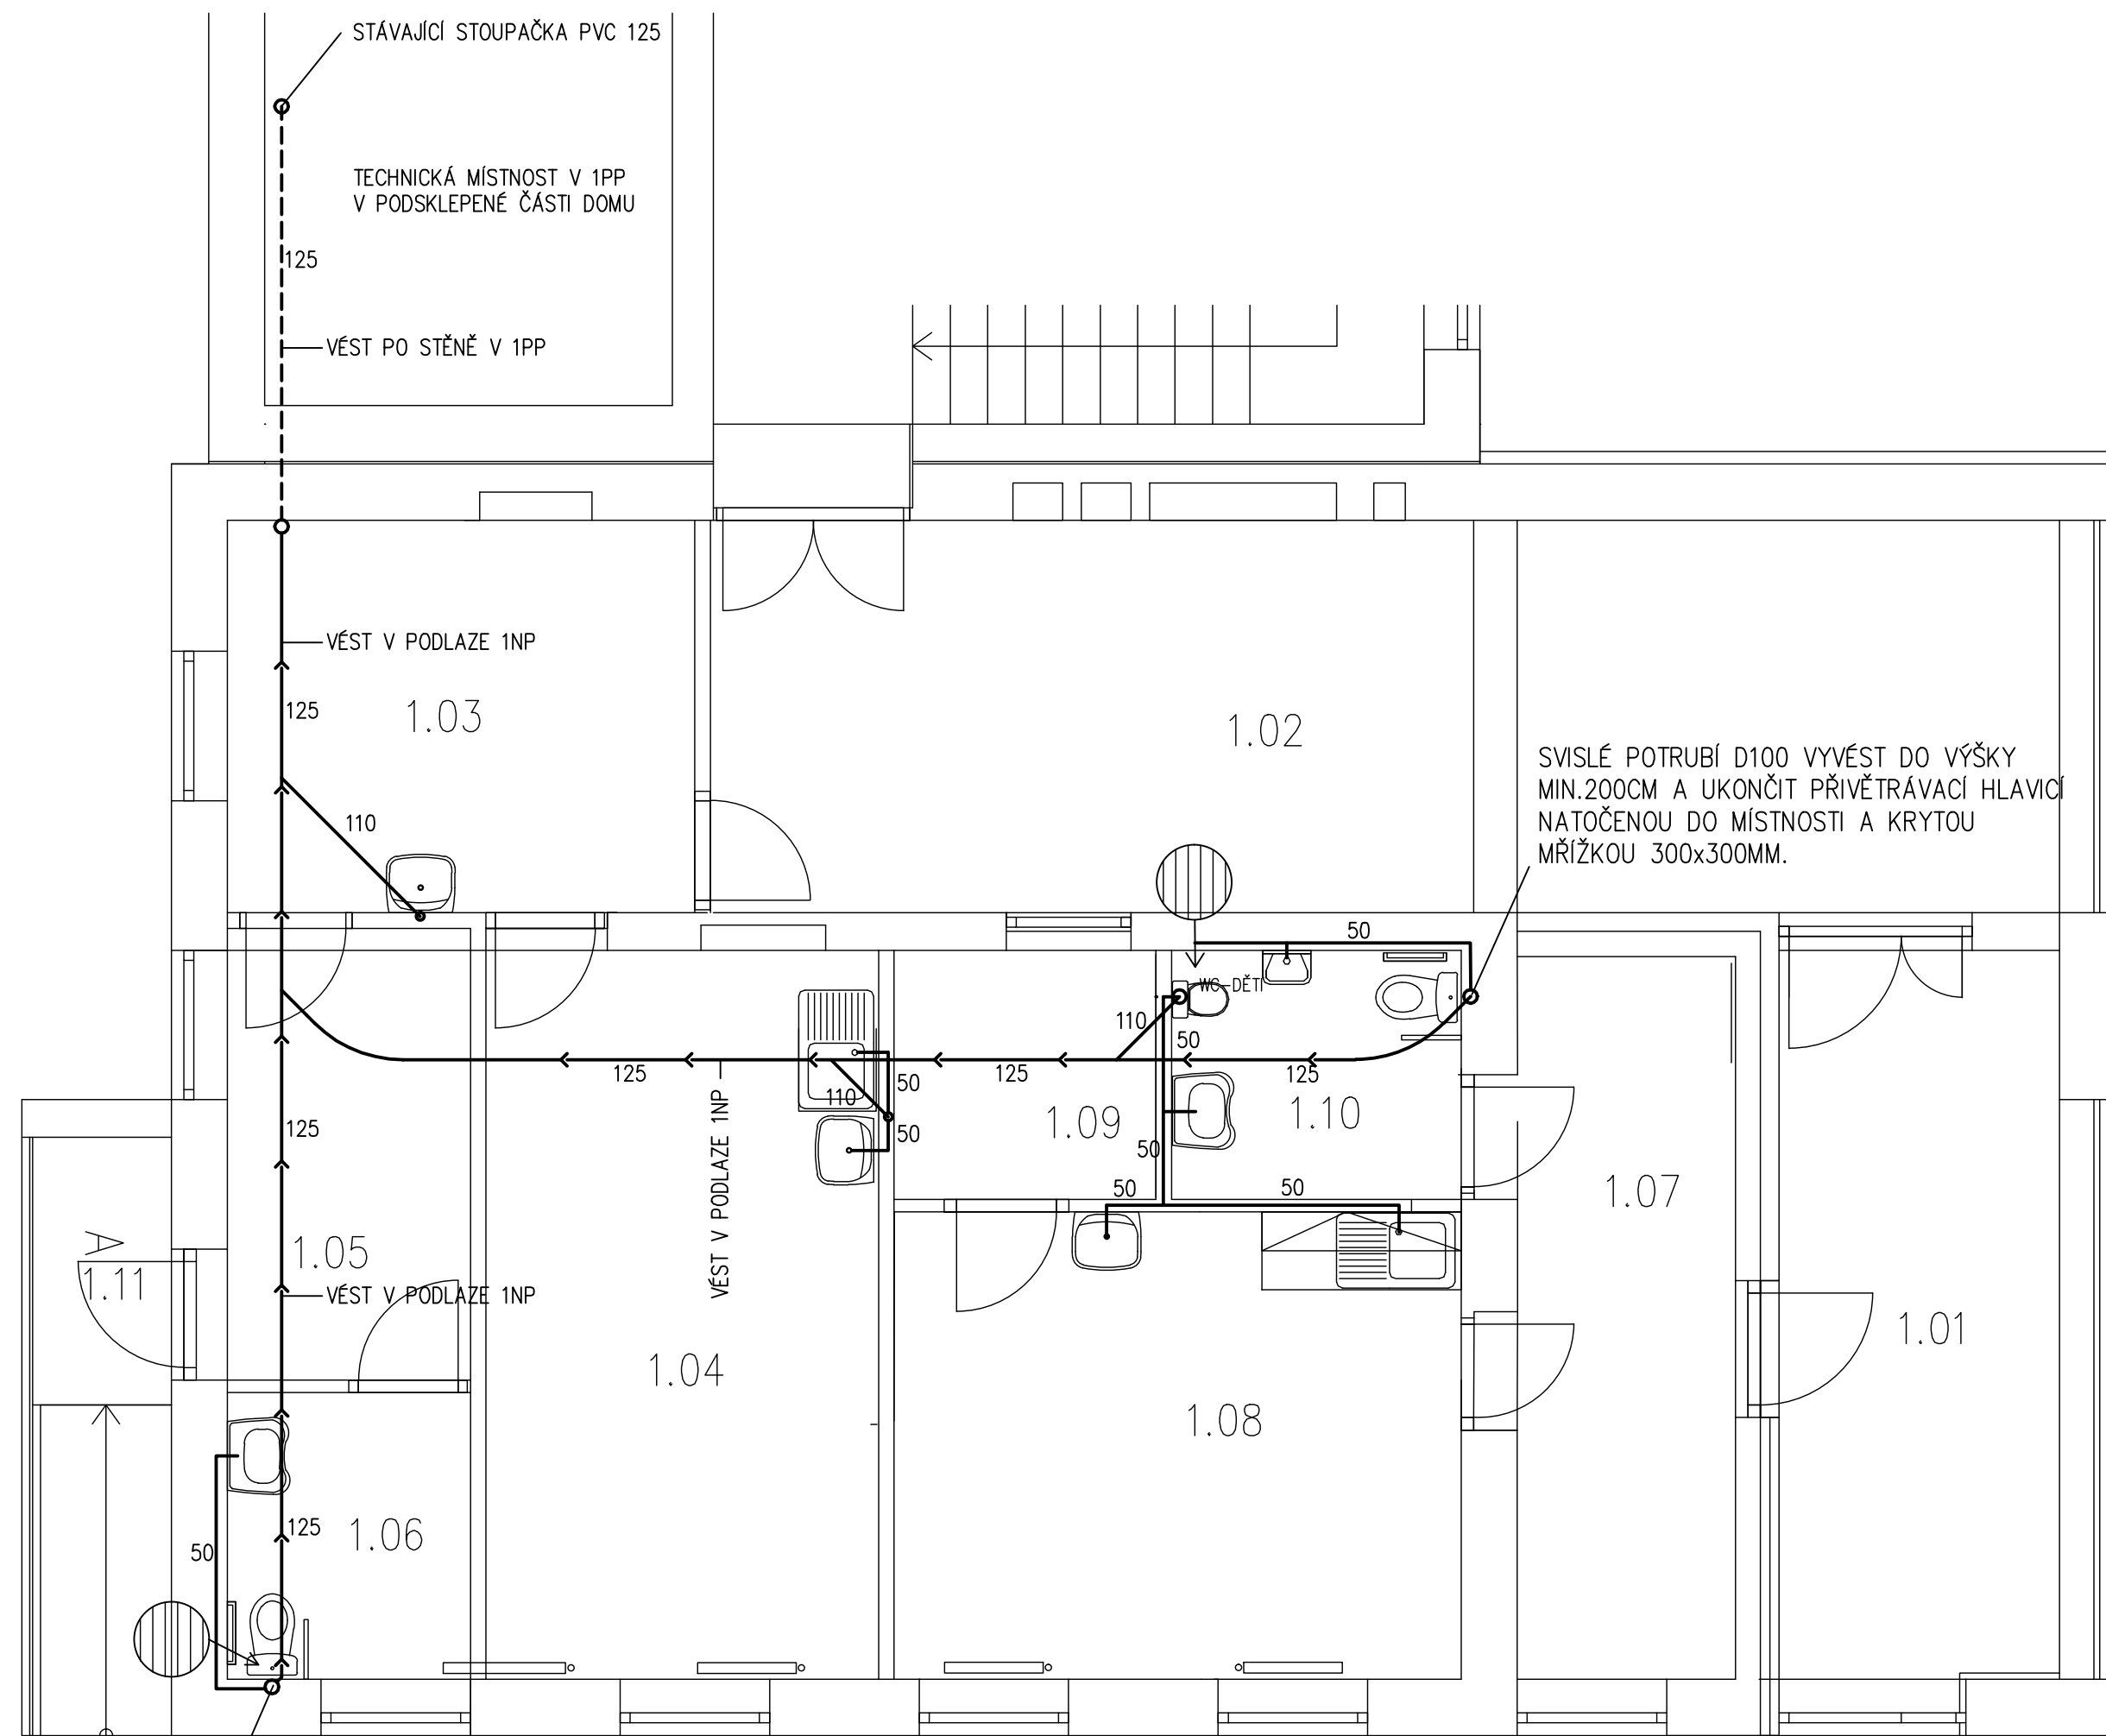 STÁVAJÍCÍ STOUPAČKA PVC 125
TECHNICKÁ MÍSTNOST V 1PP
V PODSKLEPENÉ ČÁSTI DOMU
125
VÉST PO STĚNĚ V 1PP
VÉST V PODLAZE 1NP
125
1.03
1.02
SVISLÉ POTRUBÍ D100 VYVÉST DO VÝŠKY
MIN.200CM A UKONČIT PŘIVĚTRÁVACÍ HLAVICÍ
NATOČENOU DO MÍSTNOSTI A KRYTOU
MŘÍŽKOU 300x300MM.
110
50
WC-DĚTI
110
50
125
125
125
50
110
1.09
1.10
125
50
50
50
50
1.07
VÉST V PODLAZE 1NP
A
1.11
1.05
VÉST V PODLAZE 1NP
1.04
1.01
1.08
125
1.06
50